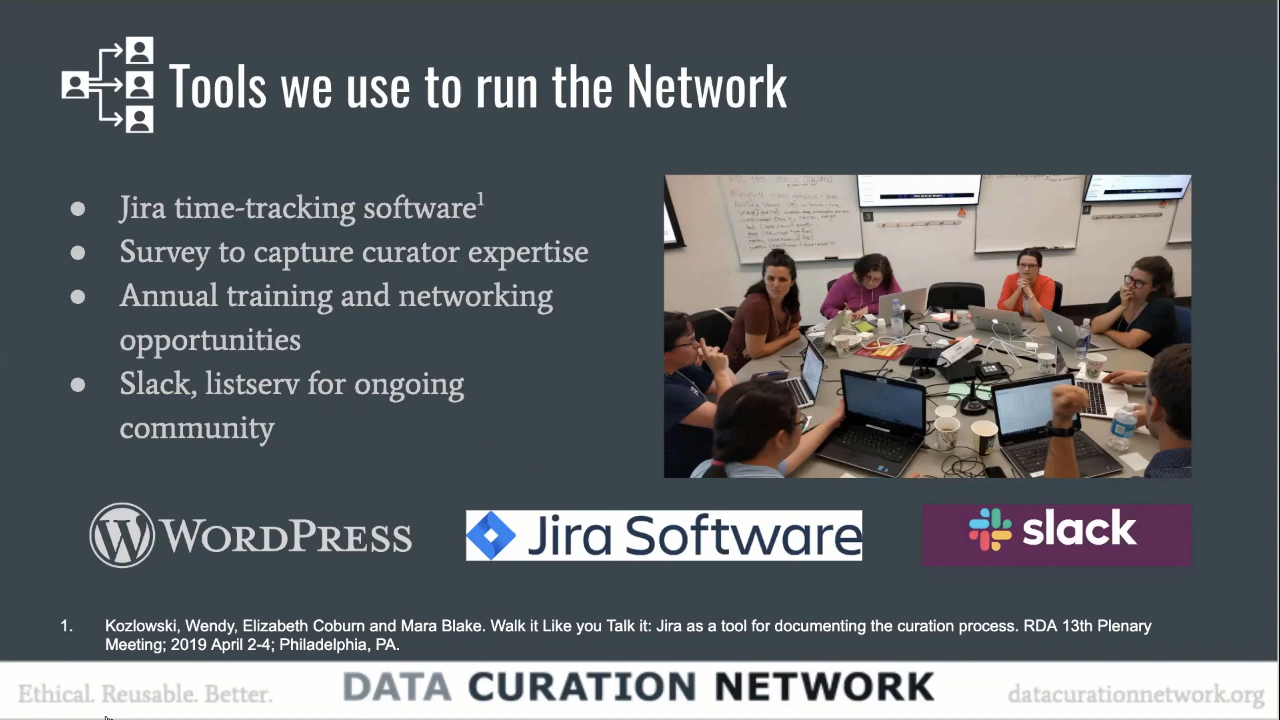 Tools we use to run the Network
● Jira time-tracking software¹
● Survey to capture curator expertise
● Annual training and networking
opportunities
● Slack, listserv for ongoing
community
WORDPRESS
Jira Software
slack
1. Kozlowski, Wendy, Elizabeth Coburn and Mara Blake. Walk it Like you Talk it: Jira as a tool for documenting the curation process. RDA 13th Plenary
Meeting; 2019 April 2-4; Philadelphia, PA.
Ethical. Reusable. Better.
DATA CURATION NETWORK
datacurationnetwork.org